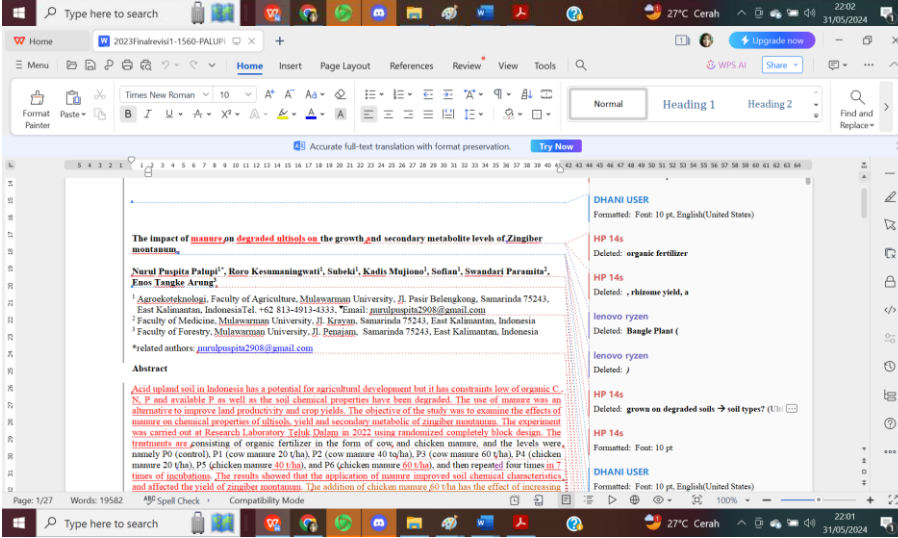 Type here to search
27°C Cerah
22:02
31/05/2024
Home
2023Finalrevisi1-1560-PALUPI
Upgrade now
Menu
Home Insert Page Layout References Review View Tools
WPS AI
Share
Format Painter
Paste
Times New Roman 10
Normal
Heading 1
Heading 2
Find and Replace
Accurate full-text translation with format preservation.
Try Now
The impact of manure on degraded ultisols on the growth and secondary metabolite levels of Zingiber
montanum
Nurul Puspita Palupi1*, Roro Kesumaningwati1, Subeki1, Kadis Mujiono1, Sofian1, Swandari Paramita2,
Enos Tangke Arung3
1 Agroekoteknologi, Faculty of Agriculture, Mulawarman University, Jl. Pasir Belengkong, Samarinda 75243,
East Kalimantan, IndonesiaTel. +62 813-4913-4333, *Email: nurulpuspita2908@gmail.com
2 Faculty of Medicine, Mulawarman University, Jl. Krayan, Samarinda 75243, East Kalimantan, Indonesia
3 Faculty of Forestry, Mulawarman University, Jl. Penajam, Samarinda 75243, East Kalimantan, Indonesia
*related authors: nurulpuspita2908@gmail.com
Abstract
Acid upland soil in Indonesia has a potential for agricultural development but it has constraints low of organic C,
N, P and available P as well as the soil chemical properties have been degraded. The use of manure was an
alternative to improve land productivity and crop yields. The objective of the study was to examine the effects of
manure on chemical properties of ultisols, yield and secondary metabolic of zingiber montanum. The experiment
was carried out at Research Laboratory Teluk Dalam in 2022 using randomized completely block design. The
treatments are consisting of organic fertilizer in the form of cow, and chicken manure, and the levels were
namely P0 (control), P1 (cow manure 20 t/ha), P2 (cow manure 40 tq/ha), P3 (cow manure 60 t/ha), P4 (chicken
manure 20 t/ha), P5 (chicken manure 40 t/ha), and P6 (chicken manure 60 t/ha), and then repeated four times in 7
times of incubations. The results showed that the application of manure improved soil chemical characteristics
and affected the yield of zingiber montanum. The addition of chicken manure 60 t/ha has the effect of increasing
DHANI USER
Formatted: Font: 10 pt, English(United States)
HP 14s
Deleted: organic fertilizer
HP 14s
Deleted: , rhizome yield, a
lenovo ryzen
Deleted: Bangle Plant (
lenovo ryzen
Deleted: )
HP 14s
Deleted: grown on degraded soils → soil types? (Ulti
HP 14s
Formatted: Font: 10 pt
DHANI USER
Formatted: Font: 10 pt, English(United States)
Page: 1/27 Words: 19582 Spell Check Compatibility Mode
100%
Type here to search
27°C Cerah
22:01
31/05/2024